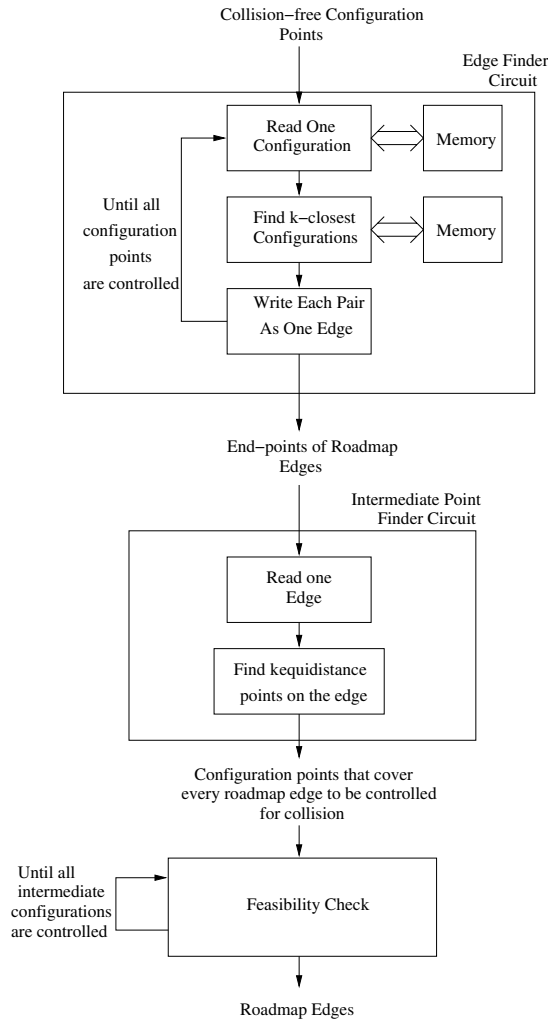 Collision−free Configuration
Points
Edge Finder
Circuit
Read One
Configuration
Memory
Until all
configuration
points
are controlled
Find k−closest
Configurations
Memory
Write Each Pair
As One Edge
End−points of Roadmap
Edges
Intermediate Point
Finder Circuit
Read one
Edge
Find kequidistance
points on the edge
Configuration points that cover
every roadmap edge to be controlled
for collision
Until all
intermediate
configurations
are controlled
Feasibility Check
Roadmap Edges